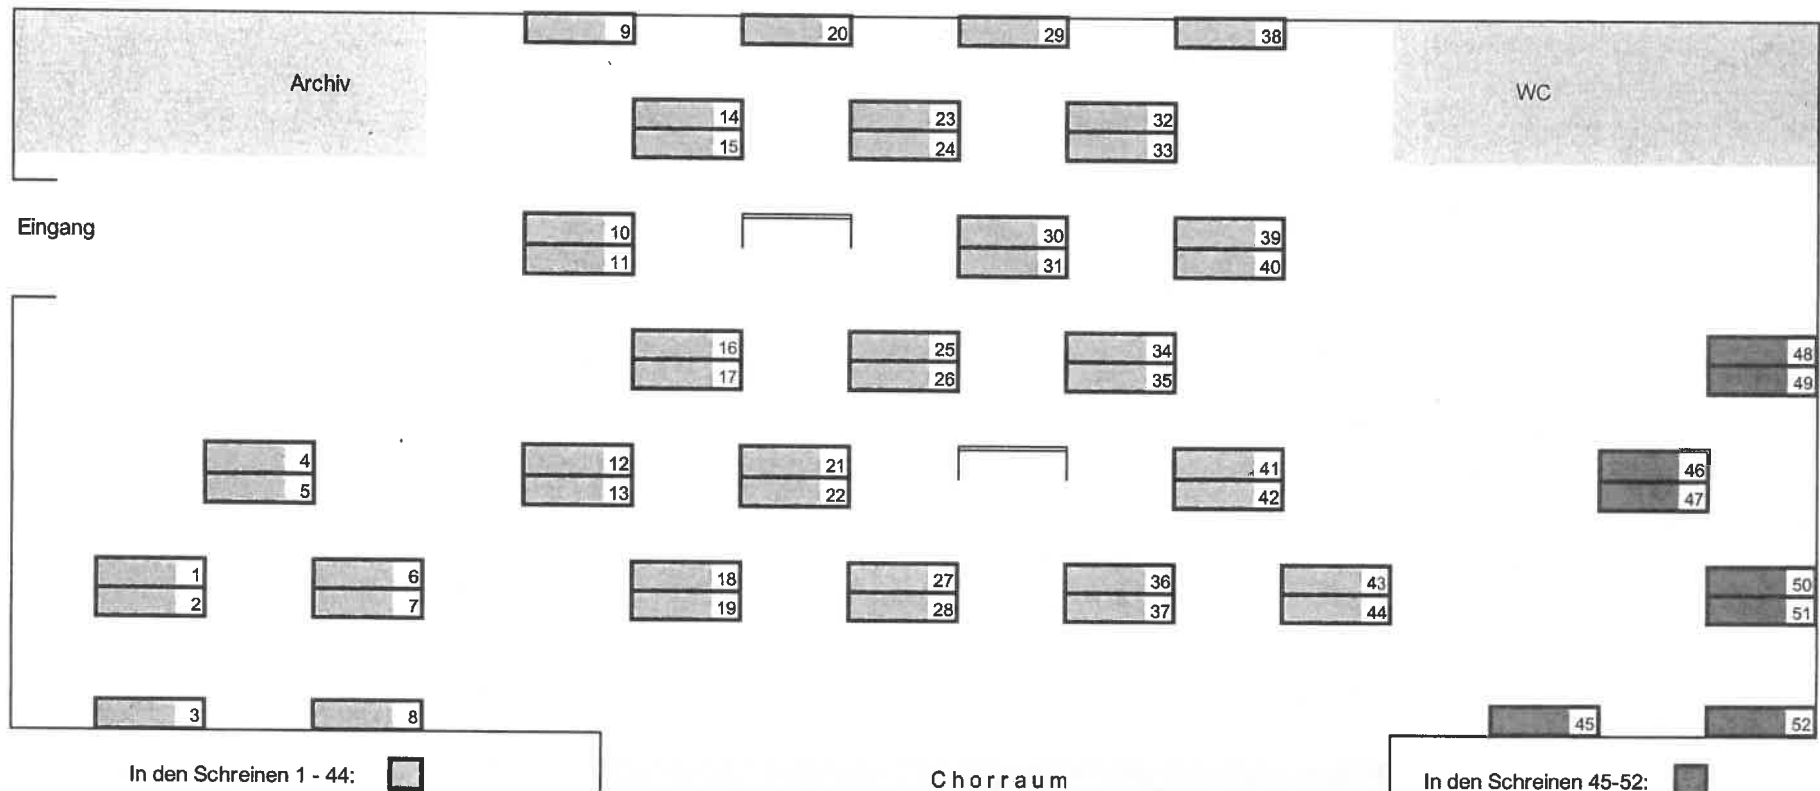 9 20 29 38
Archiv
WC
14 23 32
15 24 33
Eingang
10 30 39
11 31 40
16 25 34
17 26 35
48
49
4 12 21 41 46
5 13 22 42 47
1 6 18 27 36 43 50
2 7 19 28 37 44 51
3 8 45 52
In den Schreinen 1 - 44:
Chorraum
In den Schreinen 45-52: